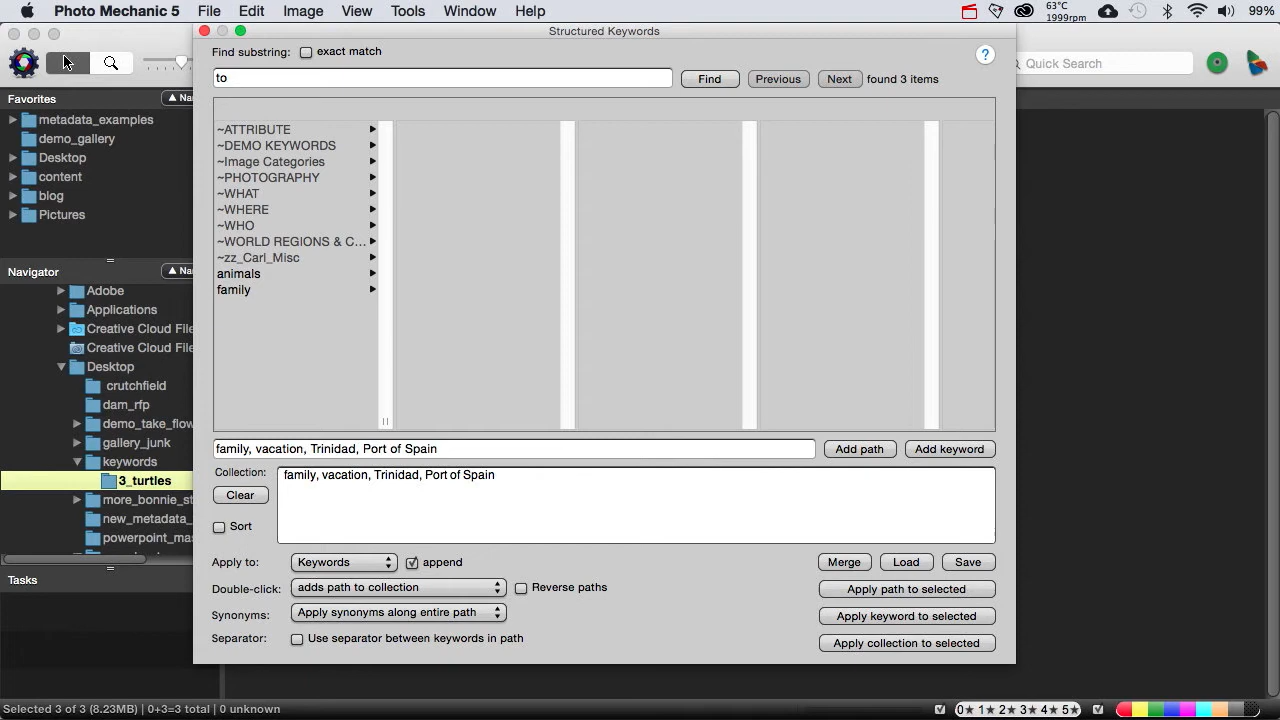 Photo Mechanic 5 File Edit Image View Tools Window Help 63°C 1999rpm 99%
Structured Keywords
Find substring: exact match
?
to Find Previous Next found 3 items
Quick Search
Favorites
metadata_examples
demo_gallery
Desktop
content
blog
Pictures
Navigator
Adobe
Applications
Creative Cloud File
Creative Cloud File
Desktop
crutchfield
dam_rfp
demo_take_flow
gallery_junk
keywords
3_turtles
more_bonnie_st
new_metadata_
powerpoint_mas
Tasks
~ATTRIBUTE
~DEMO KEYWORDS
~Image Categories
~PHOTOGRAPHY
~WHAT
~WHERE
~WHO
~WORLD REGIONS & C...
~zz_Carl_Misc
animals
family
family, vacation, Trinidad, Port of Spain Add path Add keyword
Collection: family, vacation, Trinidad, Port of Spain
Clear
Sort
Apply to: Keywords append Merge Load Save
Double-click: adds path to collection Reverse paths Apply path to selected
Synonyms: Apply synonyms along entire path Apply keyword to selected
Separator: Use separator between keywords in path Apply collection to selected
Selected 3 of 3 (8.23MB) | 0+3=3 total | 0 unread 0★ 1★ 2★ 3★ 4★ 5★